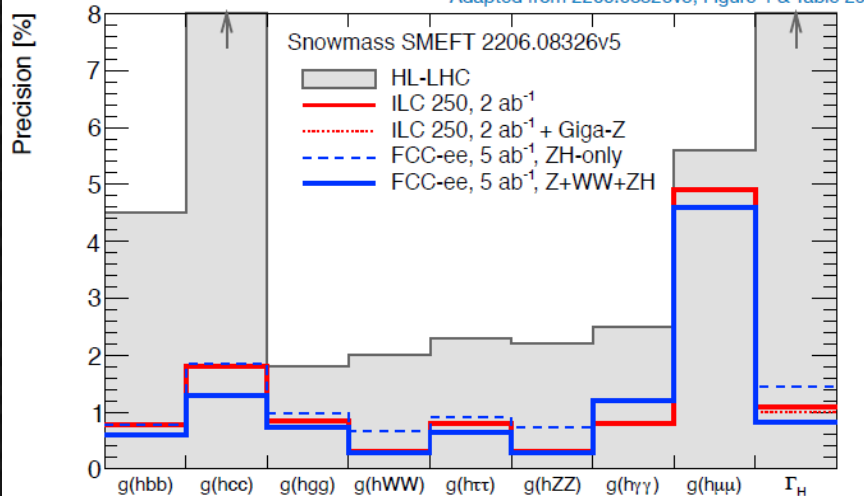 Snowmass SMEFT 2206.08326v5
HL-LHC
ILC 250, 2 ab⁻¹
ILC 250, 2 ab⁻¹ + Giga-Z
FCC-ee, 5 ab⁻¹, ZH-only
FCC-ee, 5 ab⁻¹, Z+WW+ZH
Precision [%]
8
7
6
5
4
3
2
1
0
g(hbb) g(hcc) g(hgg) g(hWW) g(hττ) g(hZZ) g(hγγ) g(hμμ) Γ_H